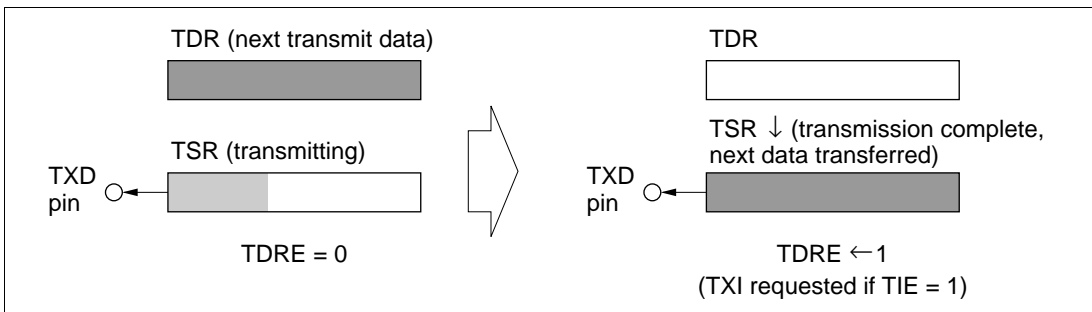 TDR (next transmit data)
TSR (transmitting)
TXD
pin
TDRE = 0
TDR
TSR ↓ (transmission complete,
next data transferred)
TXD
pin
TDRE ←1
(TXI requested if TIE = 1)